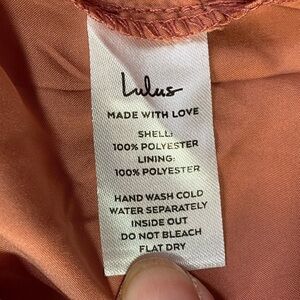 Lulus
MADE WITH LOVE
SHELL:
100% POLYESTER
LINING:
100% POLYESTER
HAND WASH COLD
WATER SEPARATELY
INSIDE OUT
DO NOT BLEACH
FLAT DRY